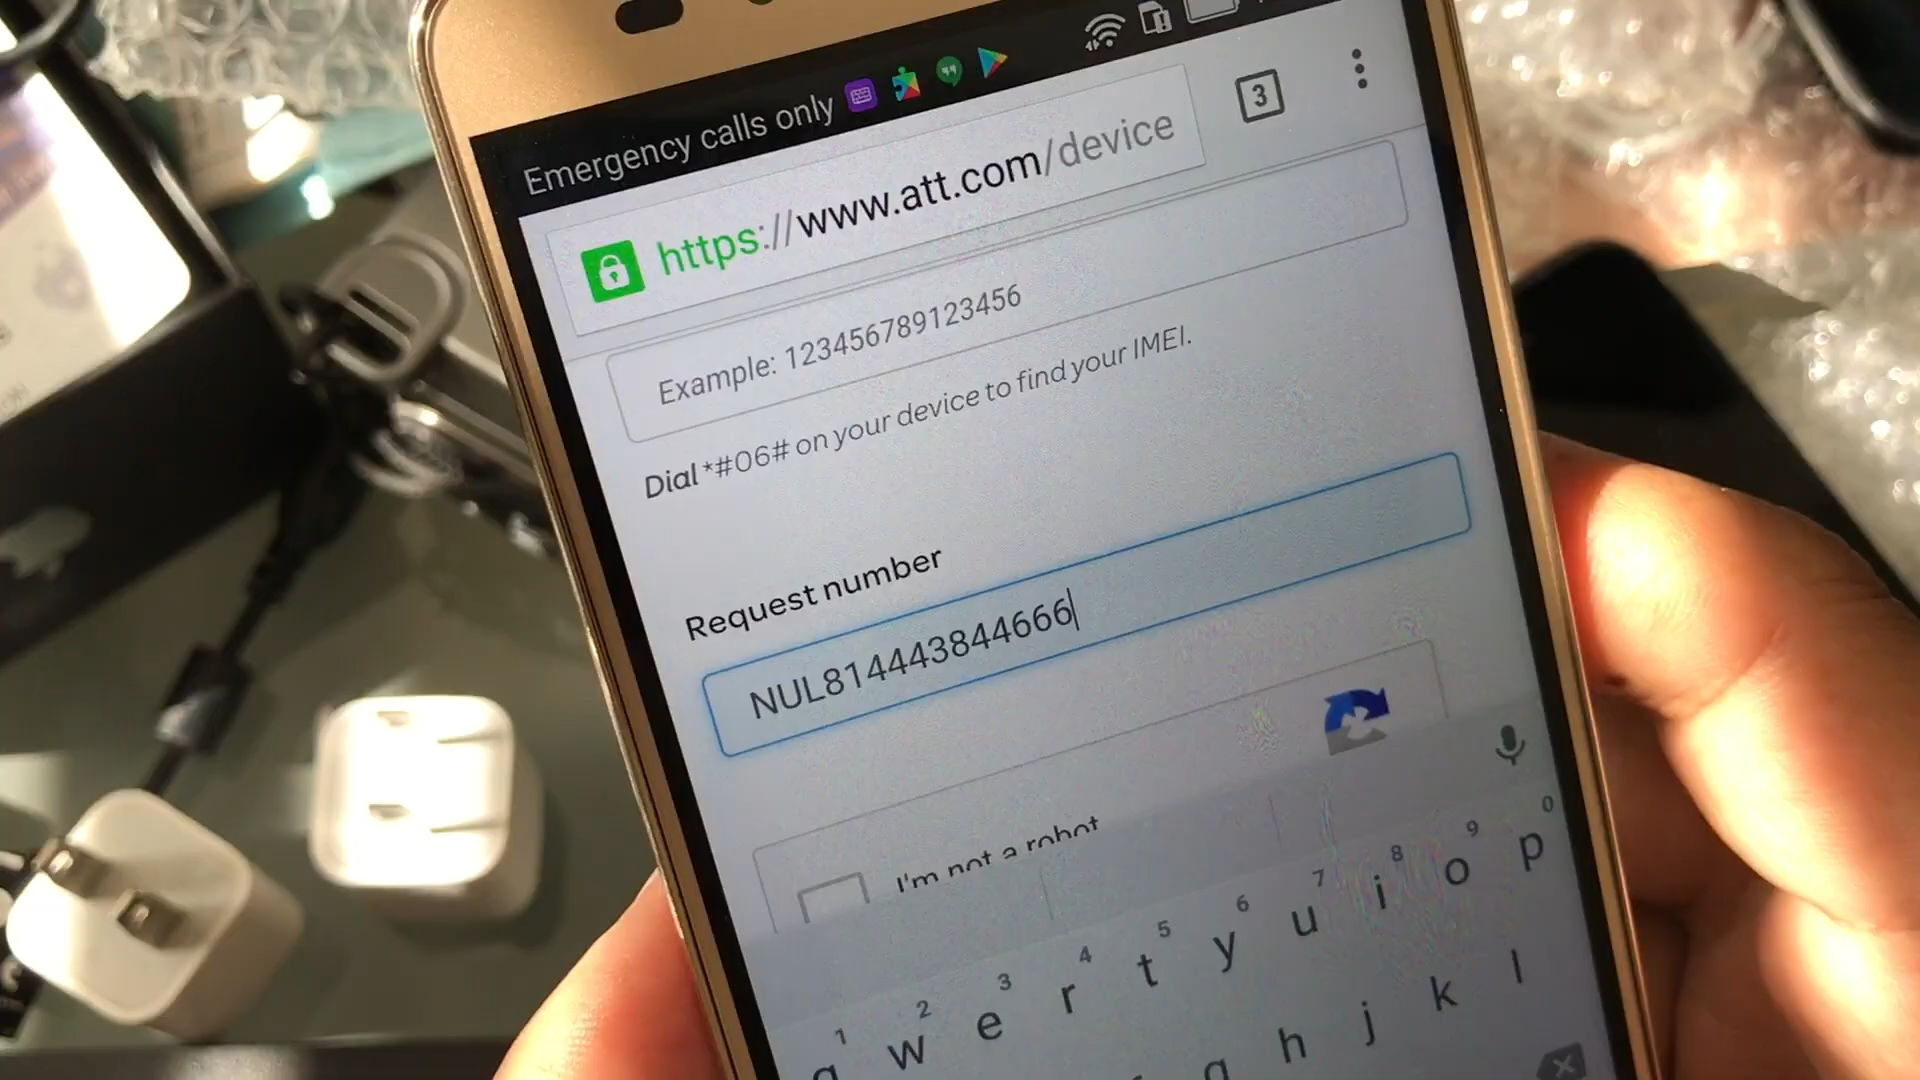 Emergency calls only
3
https://www.att.com/device
Example: 123456789123456
Dial *#06# on your device to find your IMEI.
Request number
NUL814443844666
I'm not a robot
1 2 3 4 5 6 7 8 9 0
q w e r t y u i o p
g h j k l